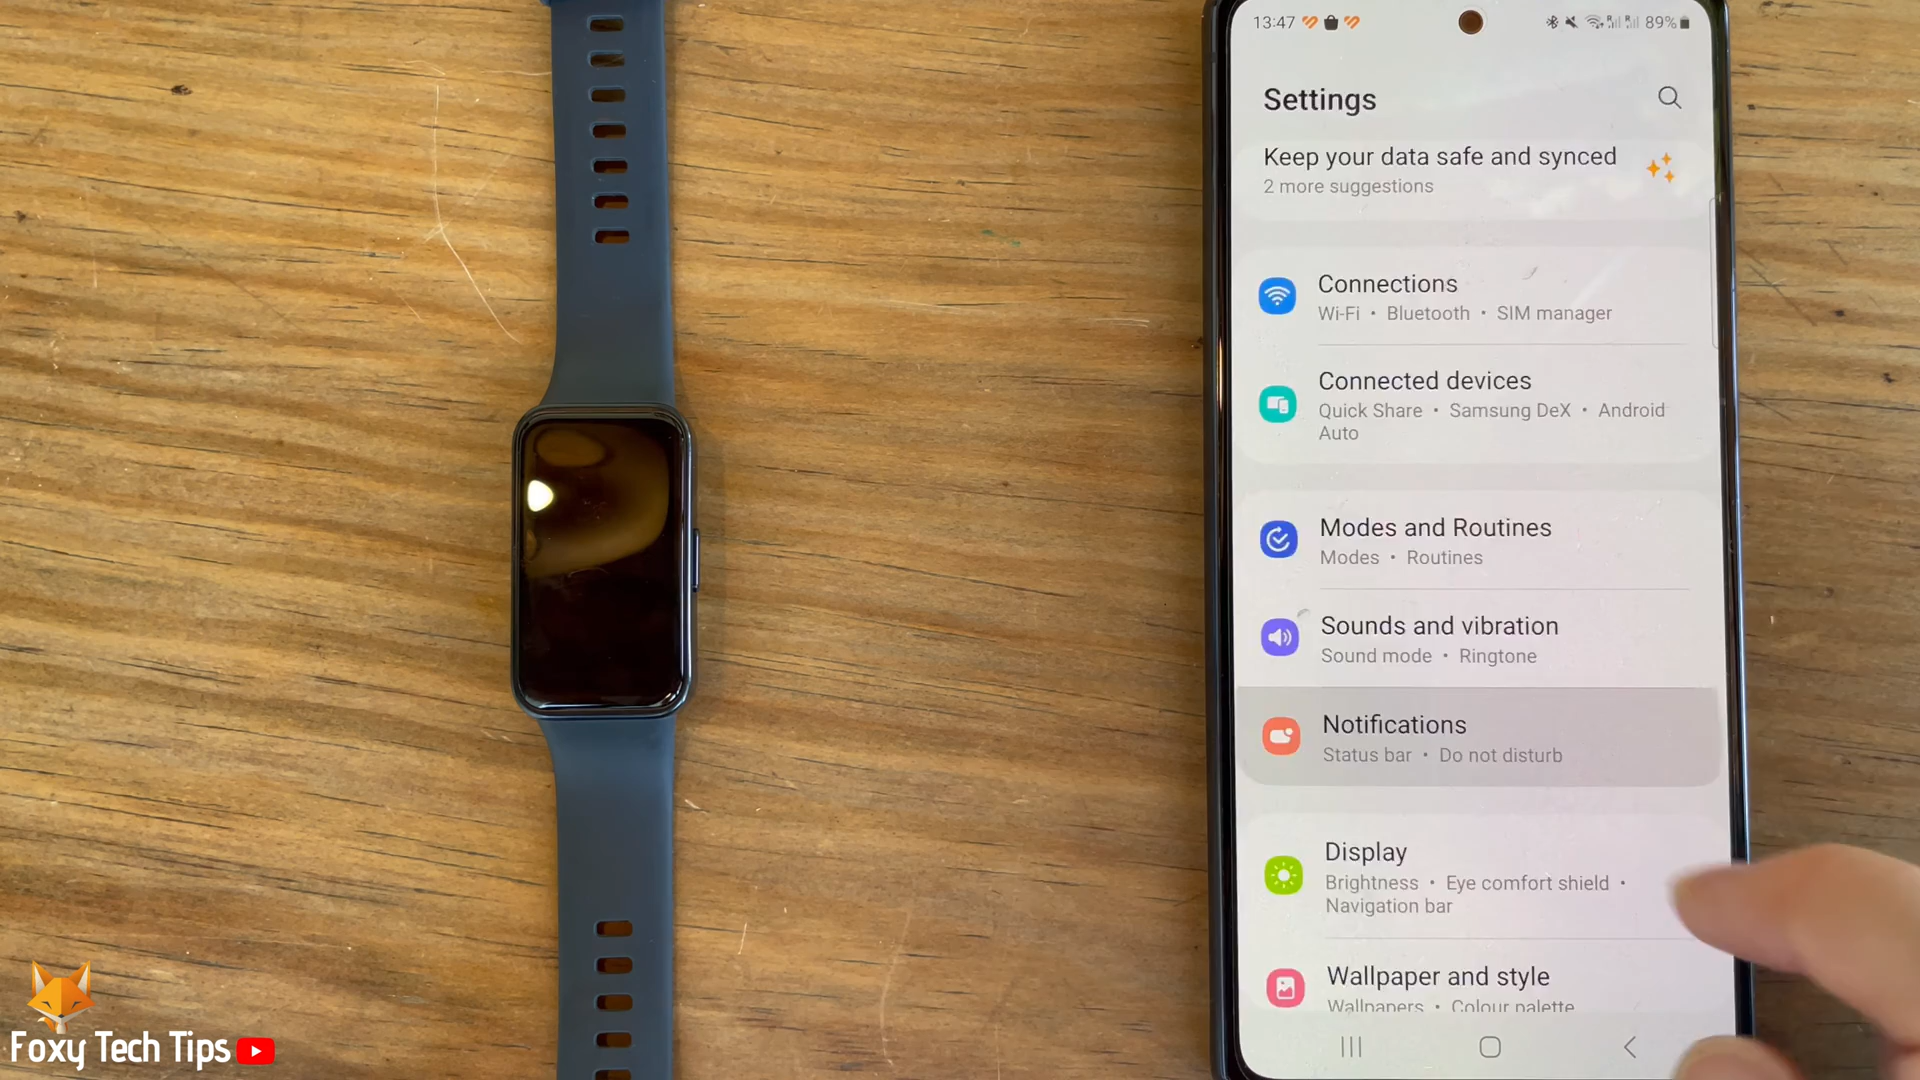 13:47
89%
Settings
Keep your data safe and synced
2 more suggestions
Connections
Wi-Fi • Bluetooth • SIM manager
Connected devices
Quick Share • Samsung DeX • Android
Auto
Modes and Routines
Modes • Routines
Sounds and vibration
Sound mode • Ringtone
Notifications
Status bar • Do not disturb
Display
Brightness • Eye comfort shield •
Navigation bar
Wallpaper and style
Wallpapers • Colour palette
Foxy Tech Tips